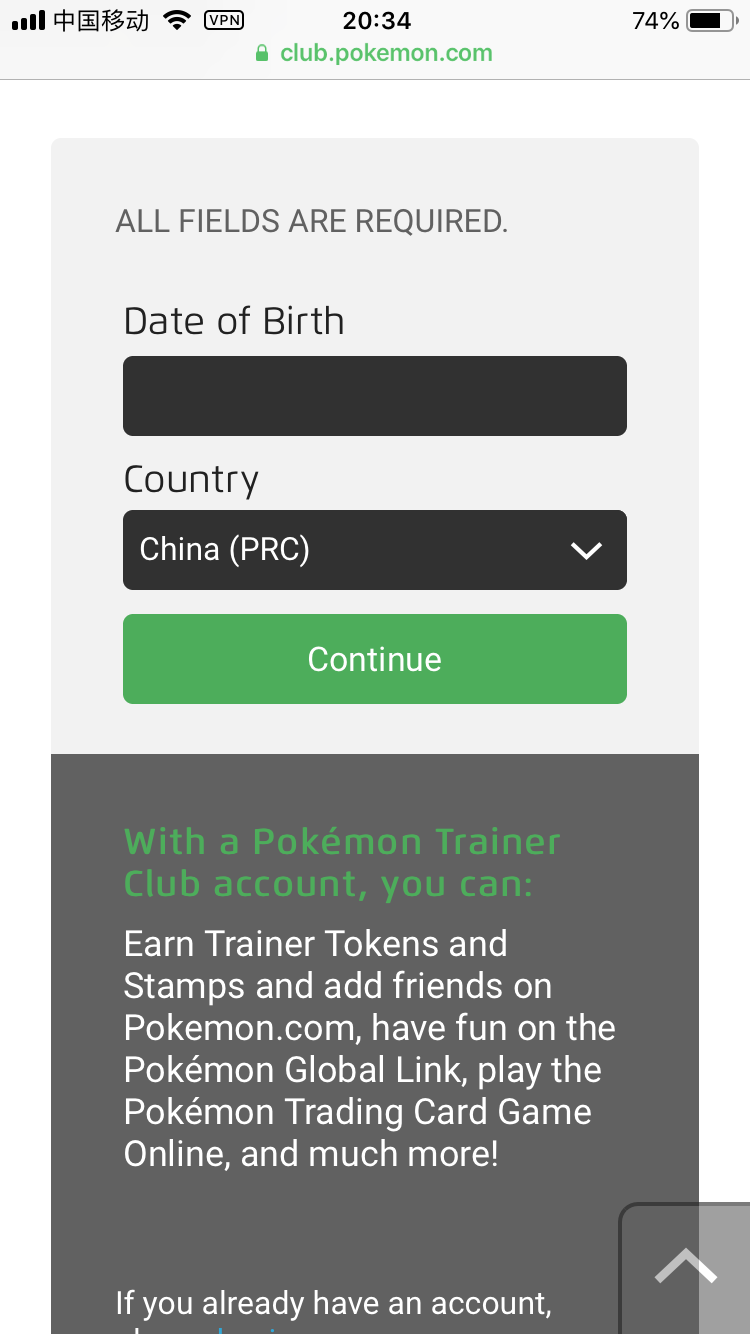 中国移动 VPN 20:34 74%
club.pokemon.com
ALL FIELDS ARE REQUIRED.
Date of Birth
Country
China (PRC)
Continue
With a Pokémon Trainer
Club account, you can:
Earn Trainer Tokens and
Stamps and add friends on
Pokemon.com, have fun on the
Pokémon Global Link, play the
Pokémon Trading Card Game
Online, and much more!
If you already have an account,